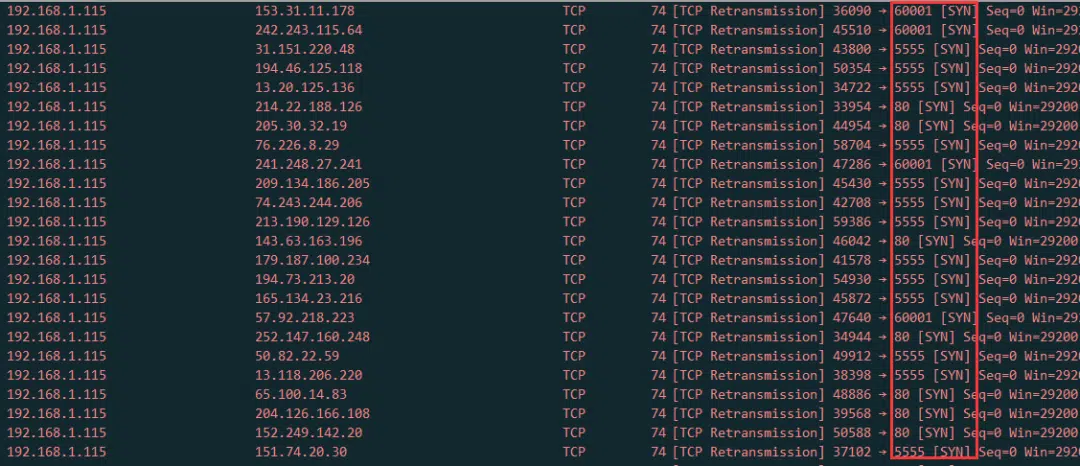 192.168.1.115 153.31.11.178 TCP 74 [TCP Retransmission] 36090 → 60001 [SYN] Seq=0 Win=29
192.168.1.115 242.243.115.64 TCP 74 [TCP Retransmission] 45510 → 60001 [SYN] Seq=0 Win=29
192.168.1.115 31.151.220.48 TCP 74 [TCP Retransmission] 43800 → 5555 [SYN] Seq=0 Win=2920
192.168.1.115 194.46.125.118 TCP 74 [TCP Retransmission] 50354 → 5555 [SYN] Seq=0 Win=2920
192.168.1.115 13.20.125.136 TCP 74 [TCP Retransmission] 34722 → 5555 [SYN] Seq=0 Win=2920
192.168.1.115 214.22.188.126 TCP 74 [TCP Retransmission] 33954 → 80 [SYN] Seq=0 Win=29200
192.168.1.115 205.30.32.19 TCP 74 [TCP Retransmission] 44954 → 80 [SYN] Seq=0 Win=29200
192.168.1.115 76.226.8.29 TCP 74 [TCP Retransmission] 58704 → 5555 [SYN] Seq=0 Win=2920
192.168.1.115 241.248.27.241 TCP 74 [TCP Retransmission] 47286 → 60001 [SYN] Seq=0 Win=29
192.168.1.115 209.134.186.205 TCP 74 [TCP Retransmission] 45430 → 5555 [SYN] Seq=0 Win=2920
192.168.1.115 74.243.244.206 TCP 74 [TCP Retransmission] 42708 → 5555 [SYN] Seq=0 Win=2920
192.168.1.115 213.190.129.126 TCP 74 [TCP Retransmission] 59386 → 5555 [SYN] Seq=0 Win=2920
192.168.1.115 143.63.163.196 TCP 74 [TCP Retransmission] 46042 → 80 [SYN] Seq=0 Win=29200
192.168.1.115 179.187.100.234 TCP 74 [TCP Retransmission] 41578 → 5555 [SYN] Seq=0 Win=2920
192.168.1.115 194.73.213.20 TCP 74 [TCP Retransmission] 54930 → 5555 [SYN] Seq=0 Win=2920
192.168.1.115 165.134.23.216 TCP 74 [TCP Retransmission] 45872 → 5555 [SYN] Seq=0 Win=2920
192.168.1.115 57.92.218.223 TCP 74 [TCP Retransmission] 47640 → 60001 [SYN] Seq=0 Win=29
192.168.1.115 252.147.160.248 TCP 74 [TCP Retransmission] 34944 → 80 [SYN] Seq=0 Win=29200
192.168.1.115 50.82.22.59 TCP 74 [TCP Retransmission] 49912 → 5555 [SYN] Seq=0 Win=2920
192.168.1.115 13.118.206.220 TCP 74 [TCP Retransmission] 38398 → 5555 [SYN] Seq=0 Win=2920
192.168.1.115 65.100.14.83 TCP 74 [TCP Retransmission] 48886 → 80 [SYN] Seq=0 Win=29200
192.168.1.115 204.126.166.108 TCP 74 [TCP Retransmission] 39568 → 80 [SYN] Seq=0 Win=29200
192.168.1.115 152.249.142.20 TCP 74 [TCP Retransmission] 50588 → 80 [SYN] Seq=0 Win=29200
192.168.1.115 151.74.20.30 TCP 74 [TCP Retransmission] 37102 → 5555 [SYN] Seq=0 Win=2920